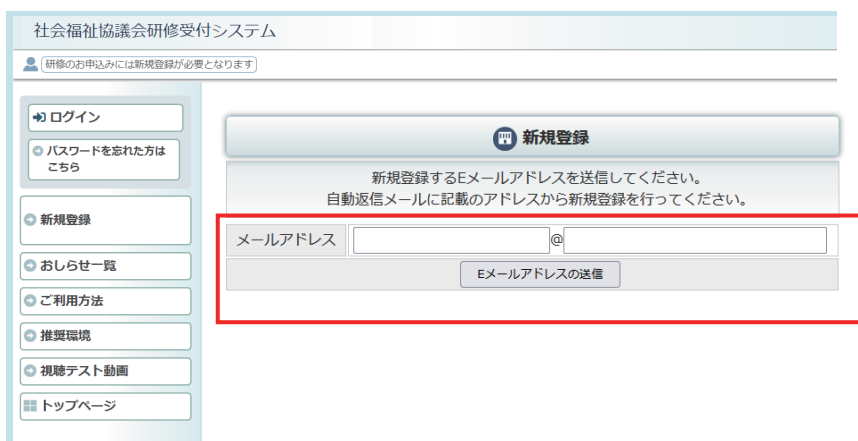 社会福祉協議会研修受付システム
研修のお申込みには新規登録が必要となります
ログイン
パスワードを忘れた方は
こちら
新規登録
おしらせ一覧
ご利用方法
推奨環境
視聴テスト動画
トップページ
新規登録
新規登録するEメールアドレスを送信してください。
自動返信メールに記載のアドレスから新規登録を行ってください。
メールアドレス @
Eメールアドレスの送信